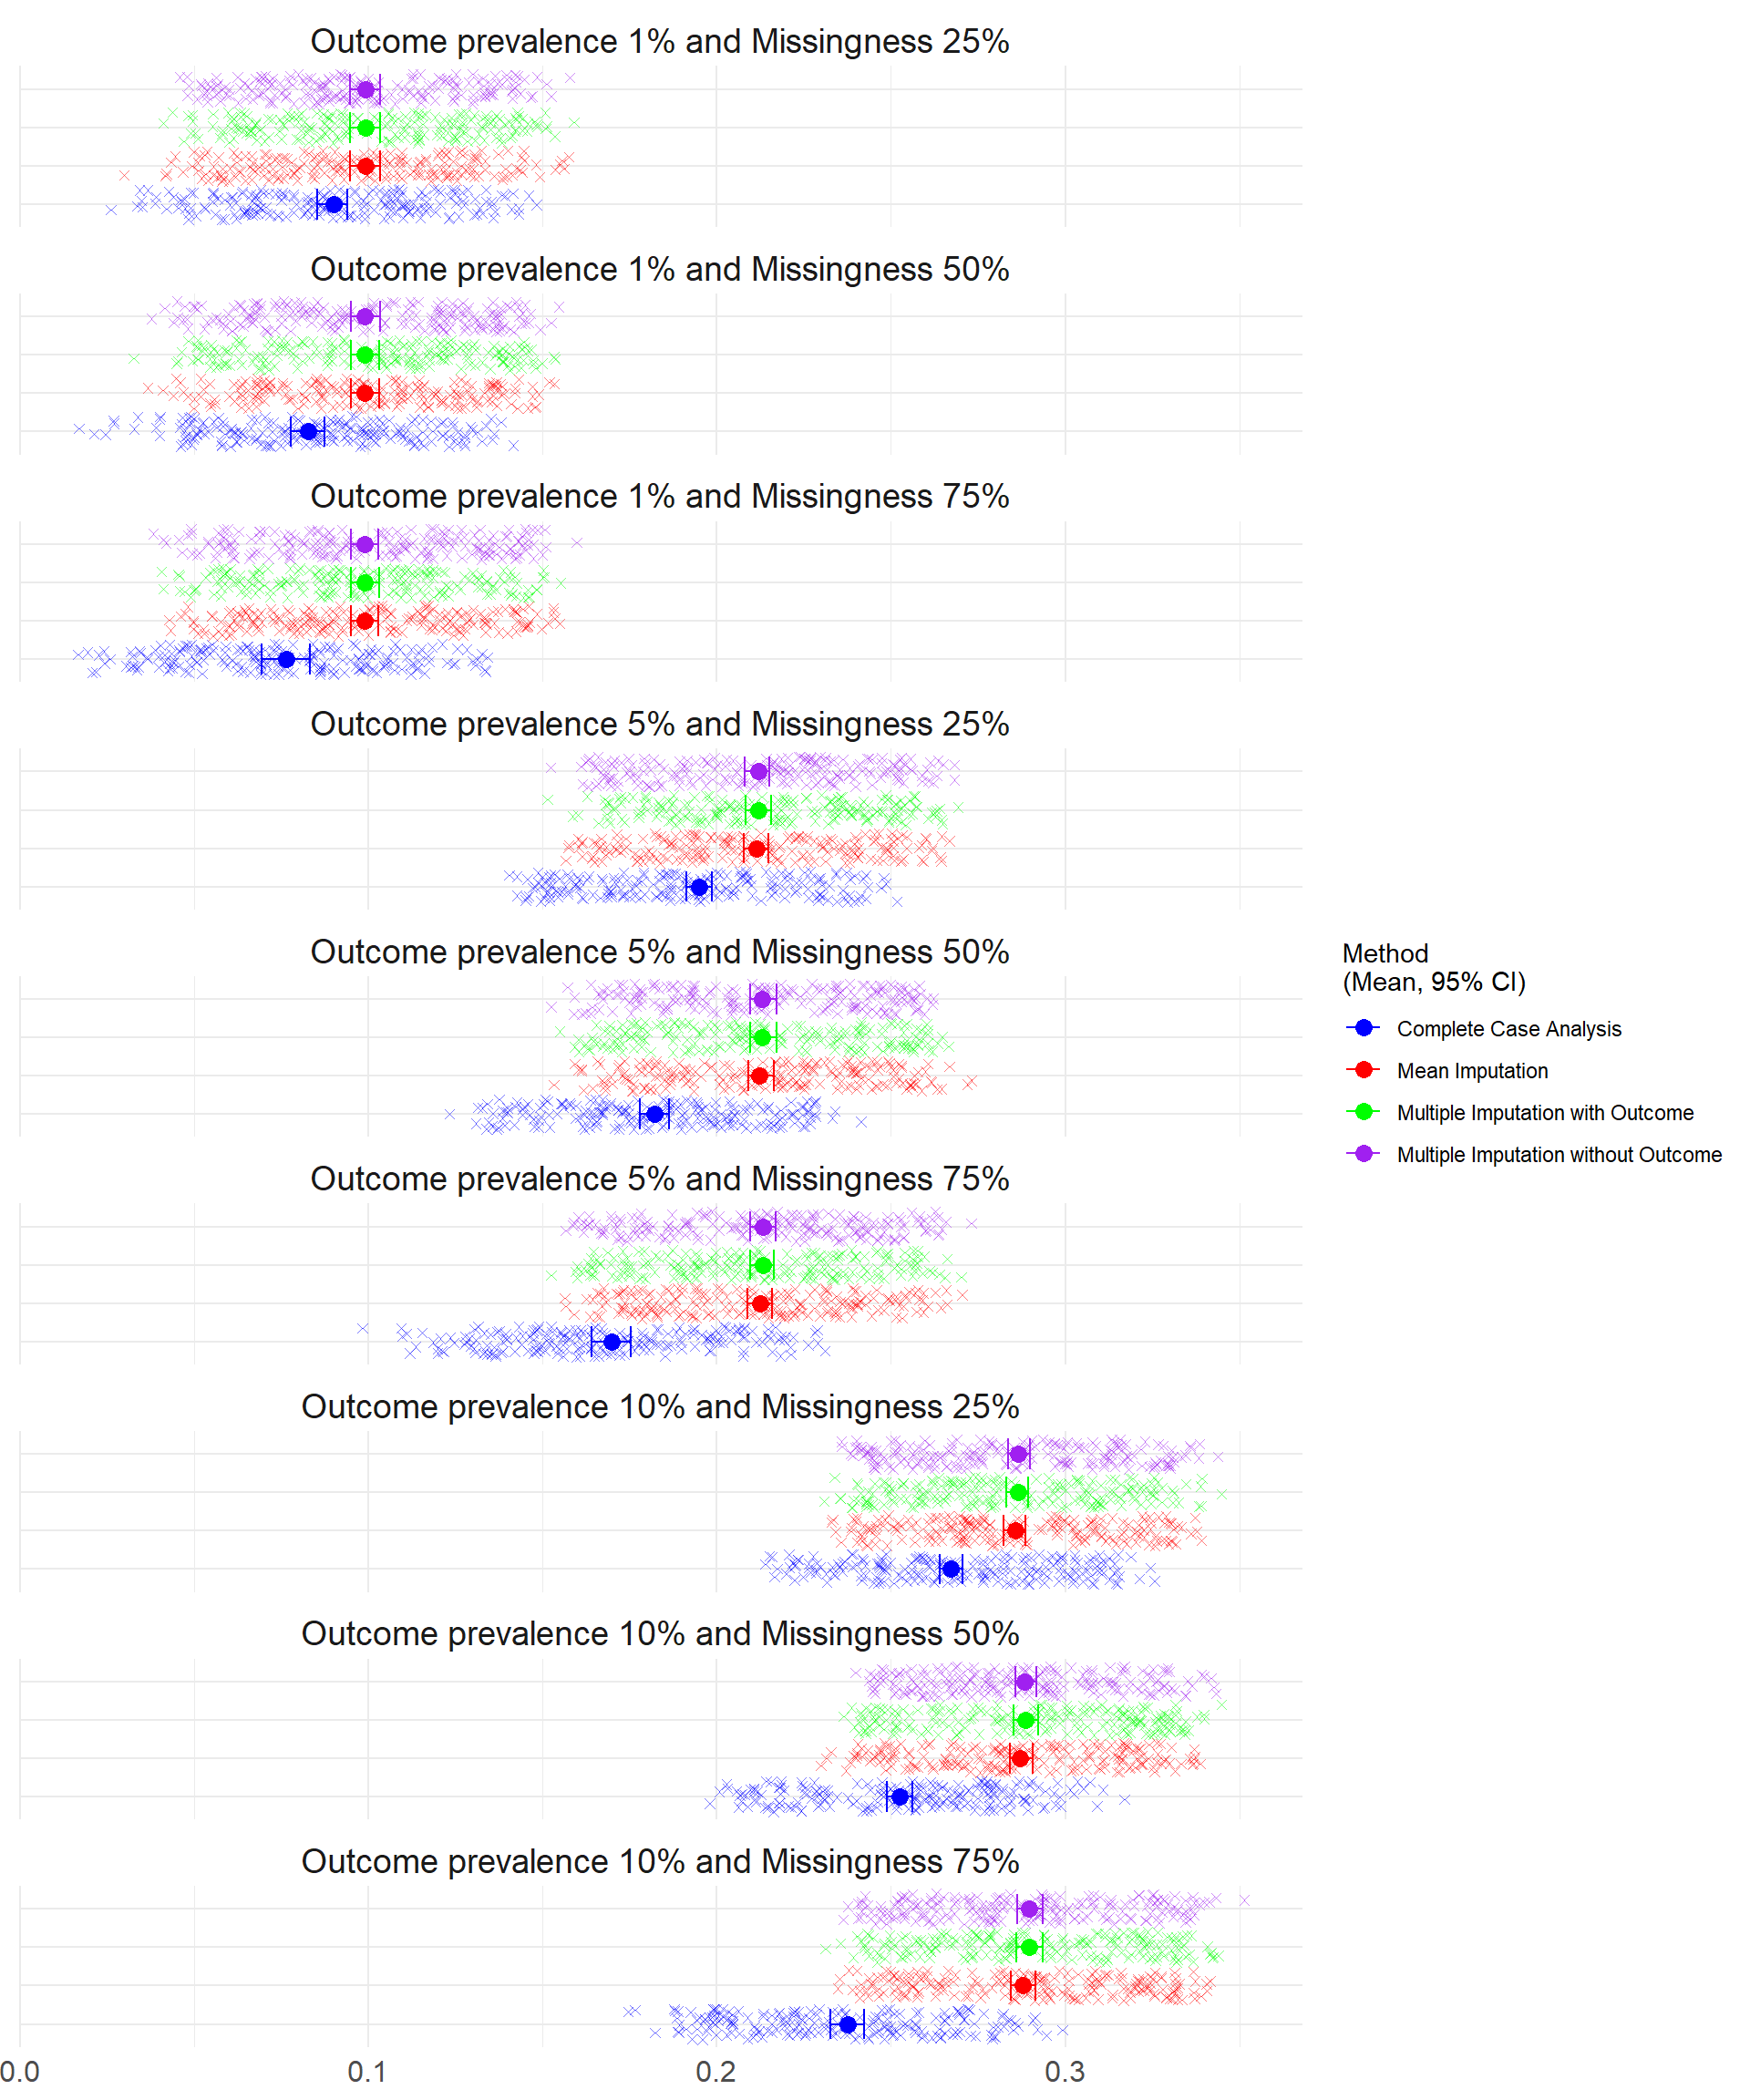 Outcome prevalence 1% and Missingness 25%
Outcome prevalence 1% and Missingness 50%
Outcome prevalence 1% and Missingness 75%
Outcome prevalence 5% and Missingness 25%
Outcome prevalence 5% and Missingness 50%
Outcome prevalence 5% and Missingness 75%
Outcome prevalence 10% and Missingness 25%
Outcome prevalence 10% and Missingness 50%
Outcome prevalence 10% and Missingness 75%
0.0 0.1 0.2 0.3
Method
(Mean, 95% CI)
Complete Case Analysis
Mean Imputation
Multiple Imputation with Outcome
Multiple Imputation without Outcome